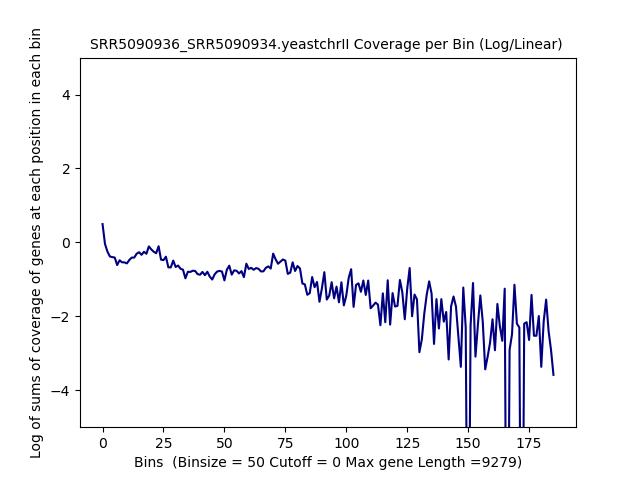 SRR5090936_SRR5090934.yeastchrII Coverage per Bin (Log/Linear)
Log of sums of coverage of genes at each position in each bin
4
2
0
−2
−4
0 25 50 75 100 125 150 175
Bins  (Binsize = 50 Cutoff = 0 Max gene Length =9279)